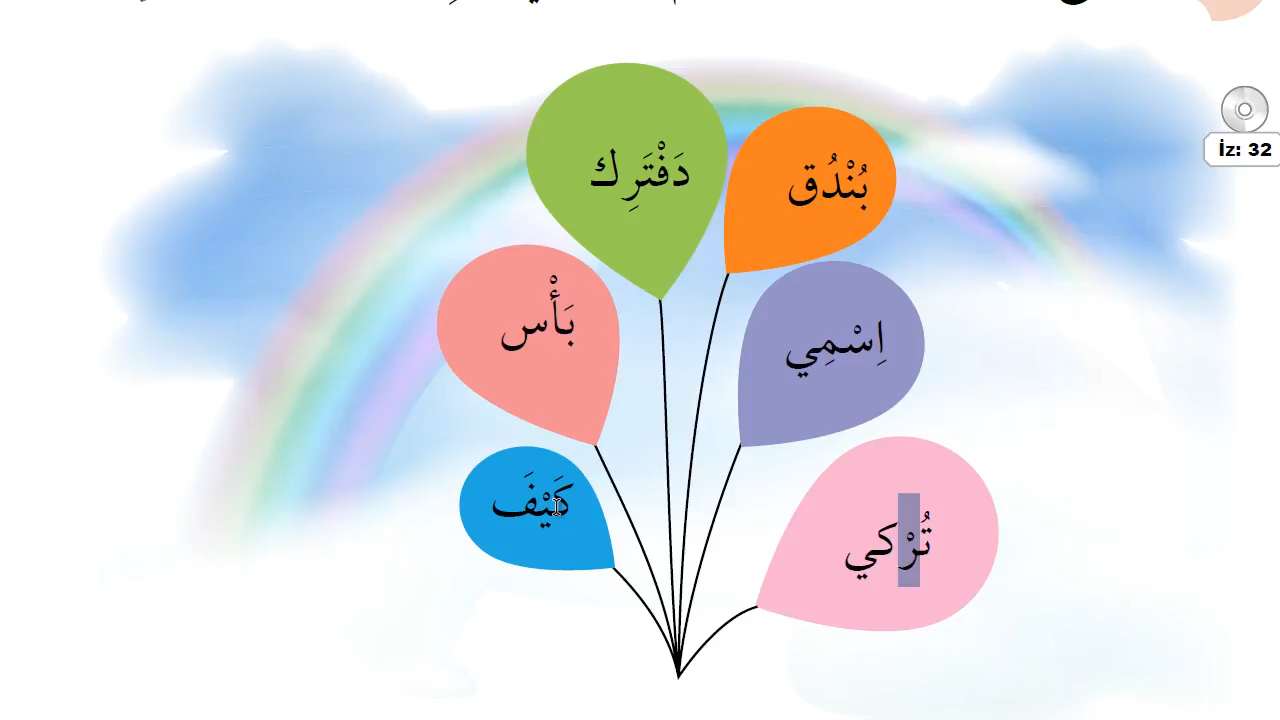 İz: 32
بُنْدُق
دَفْتَرِك
اِسْمِي
بَأْس
تُرْكي
كَيْفَ